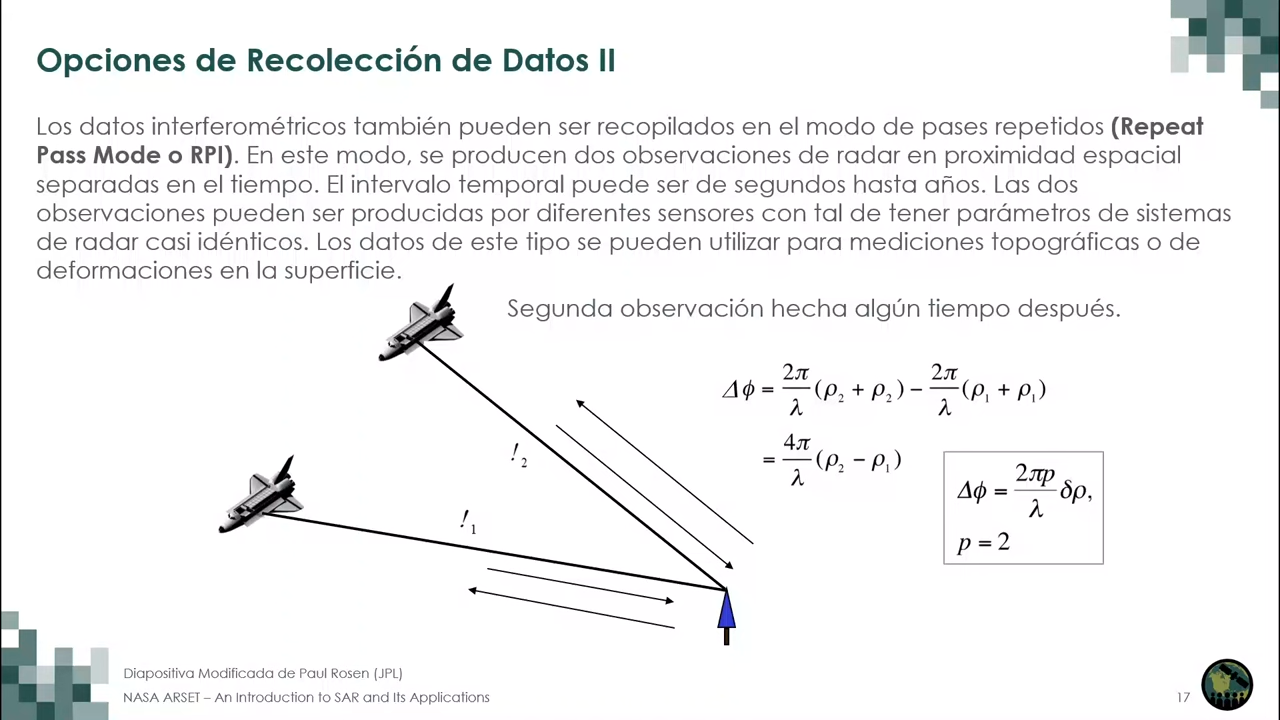 Opciones de Recolección de Datos II
Los datos interferométricos también pueden ser recopilados en el modo de pases repetidos (Repeat
Pass Mode o RPI). En este modo, se producen dos observaciones de radar en proximidad espacial
separadas en el tiempo. El intervalo temporal puede ser de segundos hasta años. Las dos
observaciones pueden ser producidas por diferentes sensores con tal de tener parámetros de sistemas
de radar casi idénticos. Los datos de este tipo se pueden utilizar para mediciones topográficas o de
deformaciones en la superficie.
Segunda observación hecha algún tiempo después.
Δϕ = 2π/λ (ρ₂ + ρ₂) − 2π/λ (ρ₁ + ρ₁)
= 4π/λ (ρ₂ − ρ₁)
Δϕ = 2πp/λ δρ,
p = 2
!₂
!₁
Diapositiva Modificada de Paul Rosen (JPL)
NASA ARSET – An Introduction to SAR and Its Applications
17